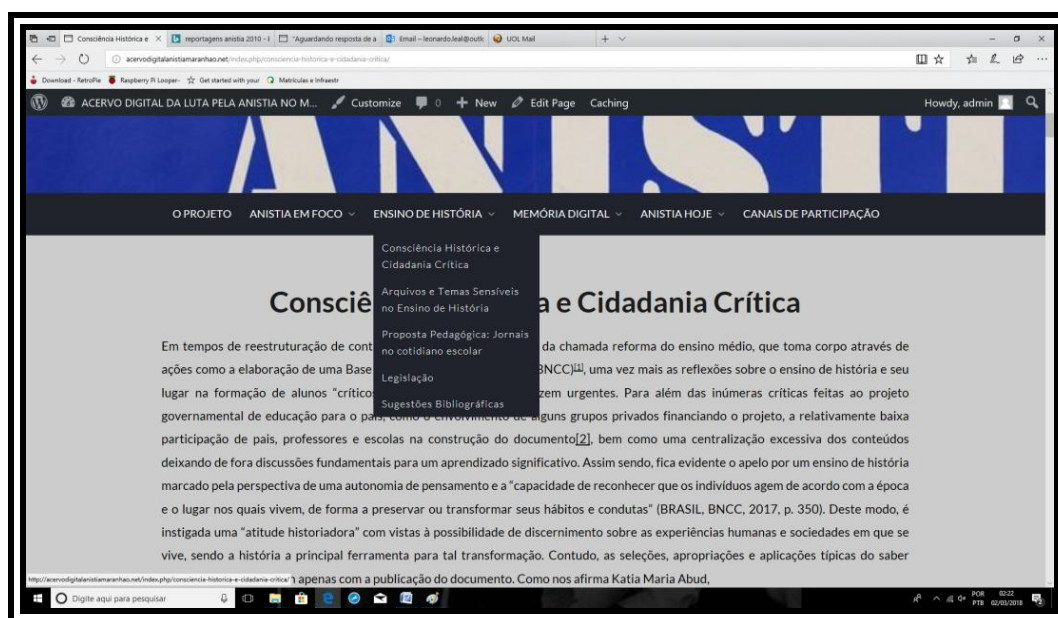 Consciência Histórica e
reportagens anistia 2010 - I
"Aguardando resposta de a
Email – leonardo.leal@outlc
UOL Mail
acervodigitalanistiamaranhao.net/index.php/consciencia-historica-e-cidadania-critica/
Download - RetroPie Raspberry Pi Looper- Get started with your Matrículas e Infraestr
ACERVO DIGITAL DA LUTA PELA ANISTIA NO M... Customize 0 New Edit Page Caching Howdy, admin
ANISTI
O PROJETO ANISTIA EM FOCO ENSINO DE HISTÓRIA MEMÓRIA DIGITAL ANISTIA HOJE CANAIS DE PARTICIPAÇÃO
Consciência Histórica e
Cidadania Crítica
Arquivos e Temas Sensíveis
no Ensino de História
Proposta Pedagógica: Jornais
no cotidiano escolar
Legislação
Sugestões Bibliográficas
Consciê a e Cidadania Crítica
Em tempos de reestruturação de cont da chamada reforma do ensino médio, que toma corpo através de
ações como a elaboração de uma Base BNCC)[1], uma vez mais as reflexões sobre o ensino de história e seu
lugar na formação de alunos "crítico zem urgentes. Para além das inúmeras críticas feitas ao projeto
governamental de educação para o país, como o envolvimento de alguns grupos privados financiando o projeto, a relativamente baixa
participação de pais, professores e escolas na construção do documento[2], bem como uma centralização excessiva dos conteúdos
deixando de fora discussões fundamentais para um aprendizado significativo. Assim sendo, fica evidente o apelo por um ensino de história
marcado pela perspectiva de uma autonomia de pensamento e a "capacidade de reconhecer que os indivíduos agem de acordo com a época
e o lugar nos quais vivem, de forma a preservar ou transformar seus hábitos e condutas" (BRASIL, BNCC, 2017, p. 350). Deste modo, é
instigada uma "atitude historiadora" com vistas à possibilidade de discernimento sobre as experiências humanas e sociedades em que se
vive, sendo a história a principal ferramenta para tal transformação. Contudo, as seleções, apropriações e aplicações típicas do saber
apenas com a publicação do documento. Como nos afirma Katia Maria Abud,
http://acervodigitalanistiamaranhao.net/index.php/consciencia-historica-e-cidadania-critica/
Digite aqui para pesquisar
POR 02:22
PTB 02/03/2018